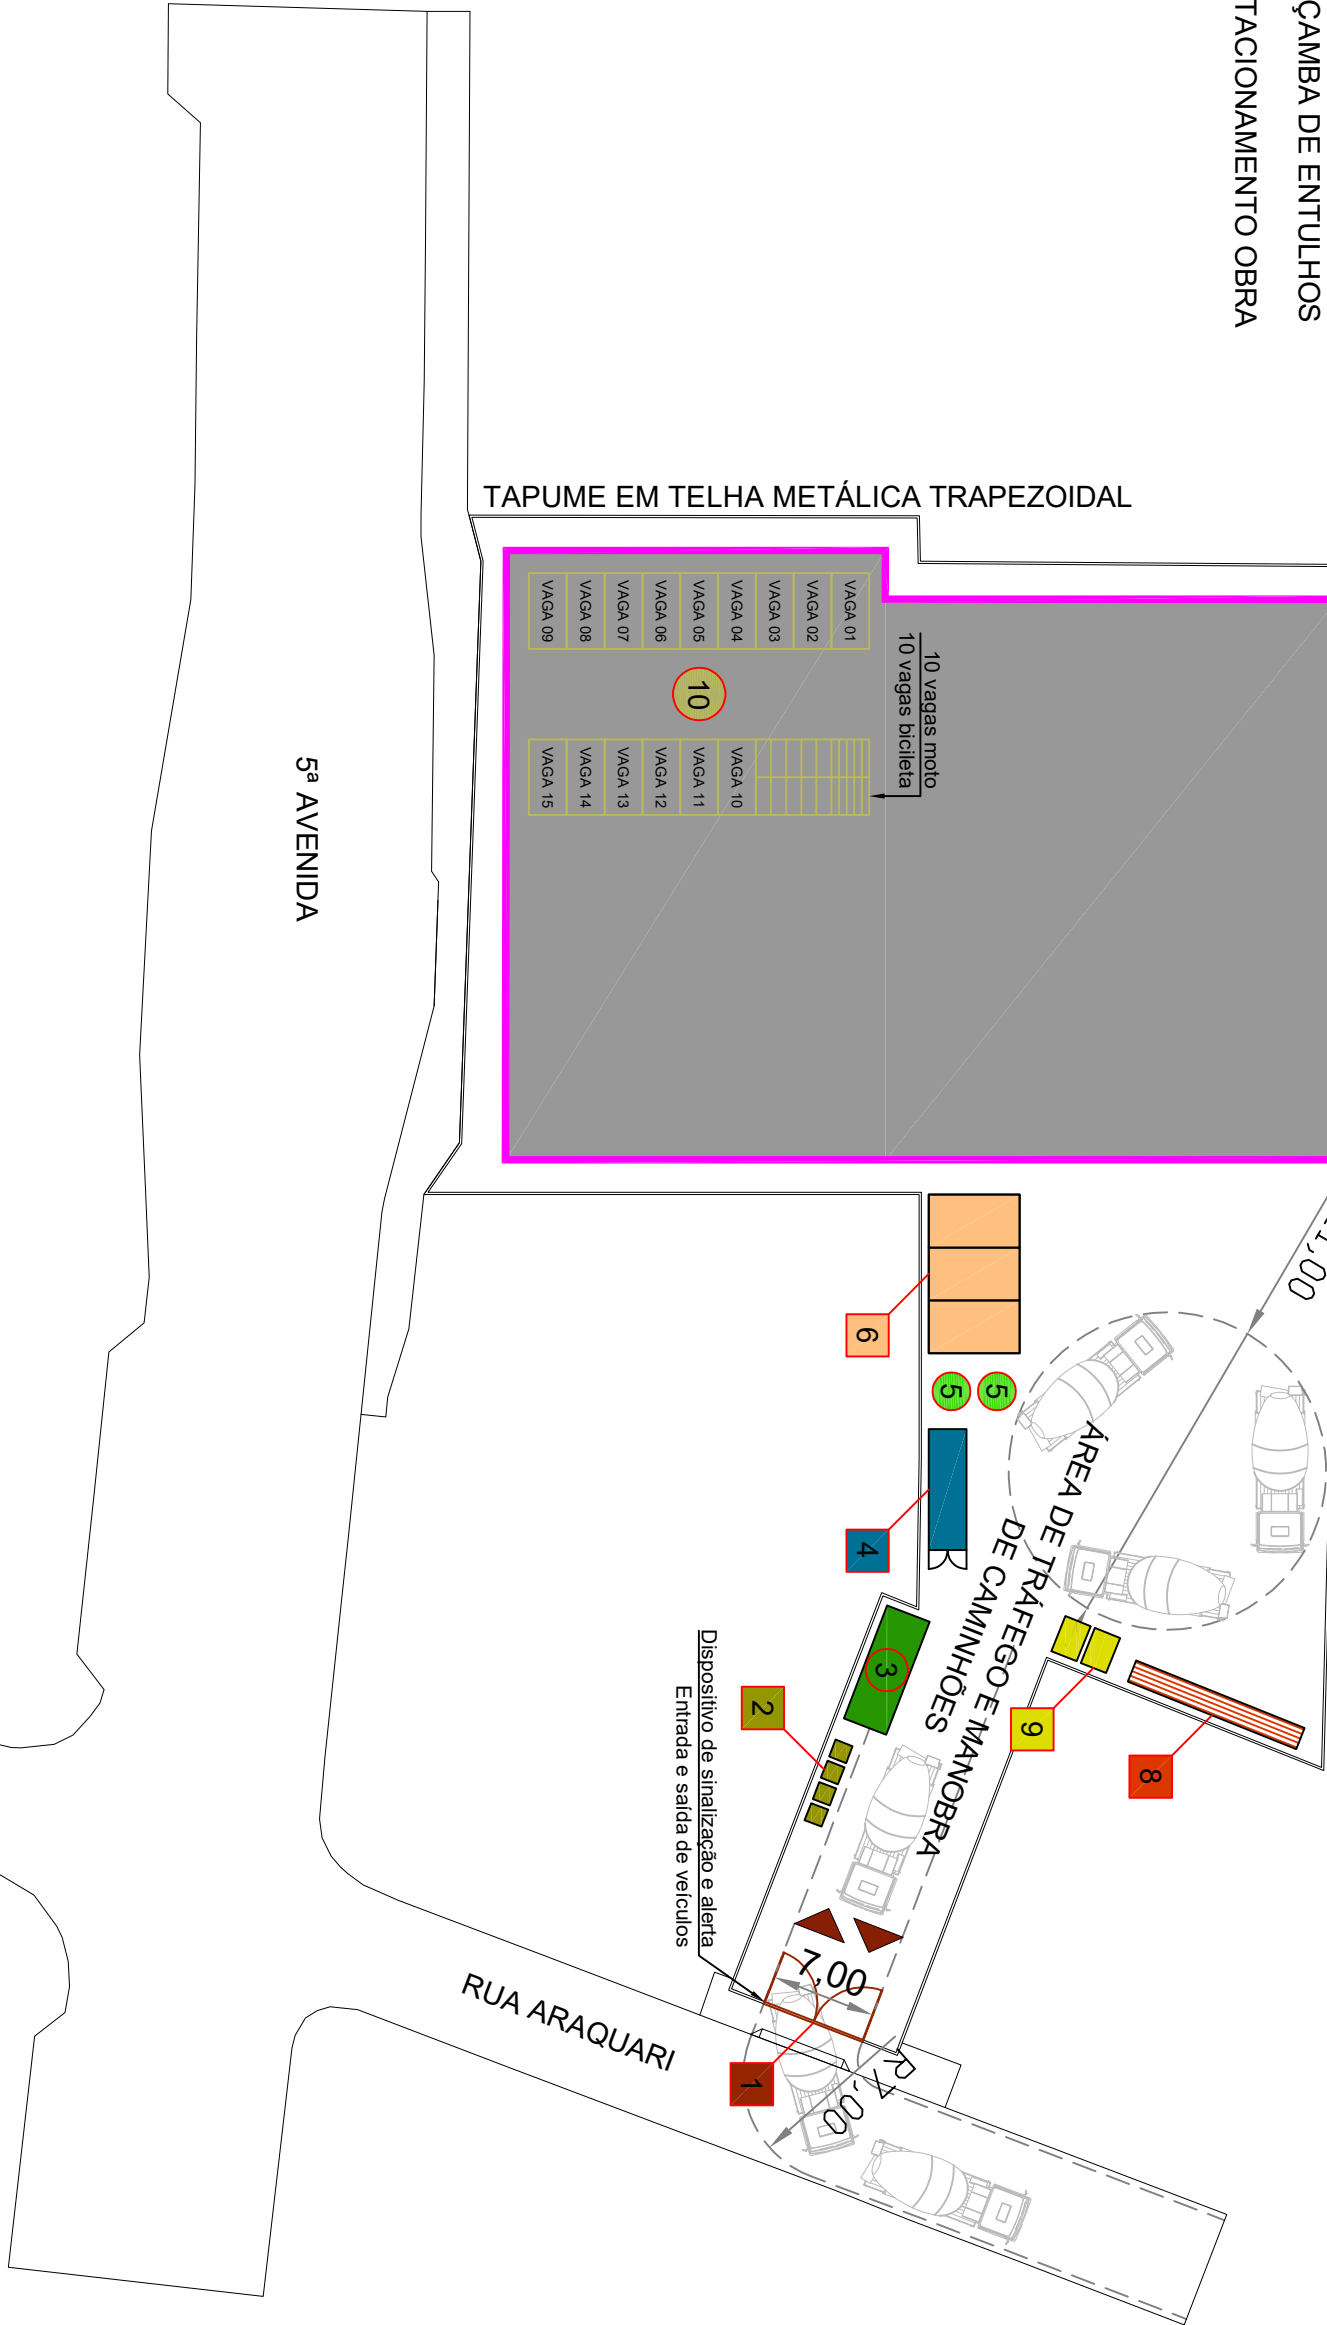 ÇAMBA DE ENTULHOS
TACIONAMENTO OBRA
TAPUME EM TELHA METÁLICA TRAPEZOIDAL
VAGA 01
VAGA 02
VAGA 03
VAGA 04
VAGA 05
VAGA 06
VAGA 07
VAGA 08
VAGA 09
10 vagas moto
10 vagas bicileta
10
VAGA 10
VAGA 11
VAGA 12
VAGA 13
VAGA 14
VAGA 15
5ª AVENIDA
6
5
5
4
ÁREA DE TRÁFEGO E MANOBRA
DE CAMINHÕES
3
2
9
8
Dispositivo de sinalização e alerta
Entrada e saída de veículos
7,00
R7,00
1
RUA ARAQUARI